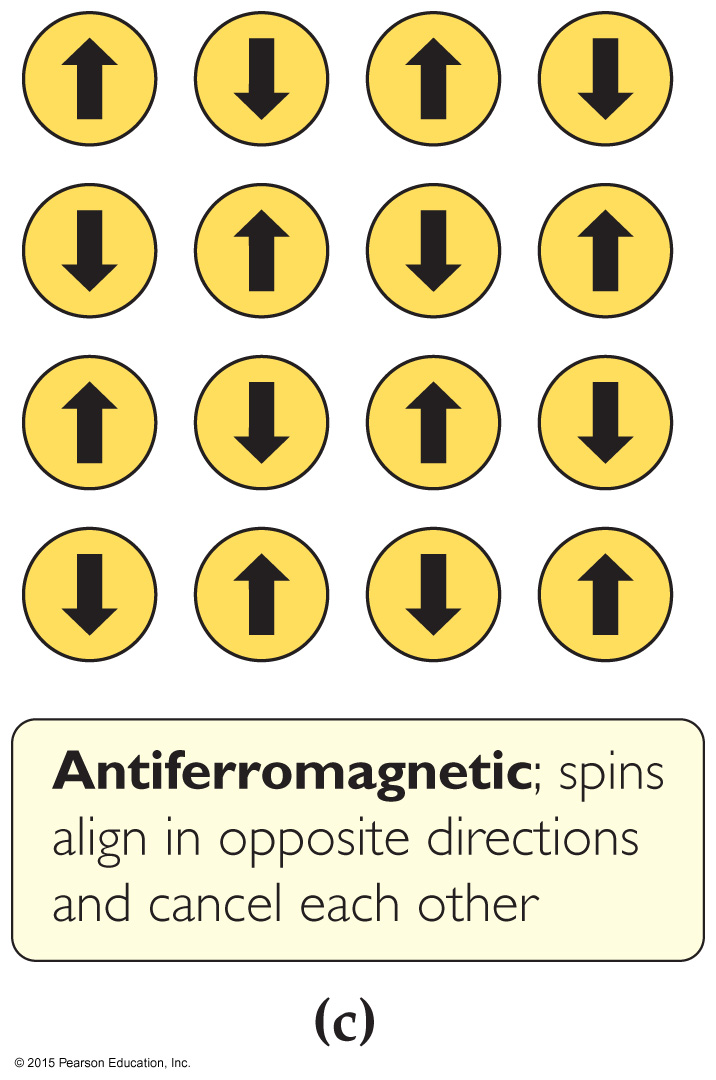 Antiferromagnetic; spins
align in opposite directions
and cancel each other
(c)
© 2015 Pearson Education, Inc.